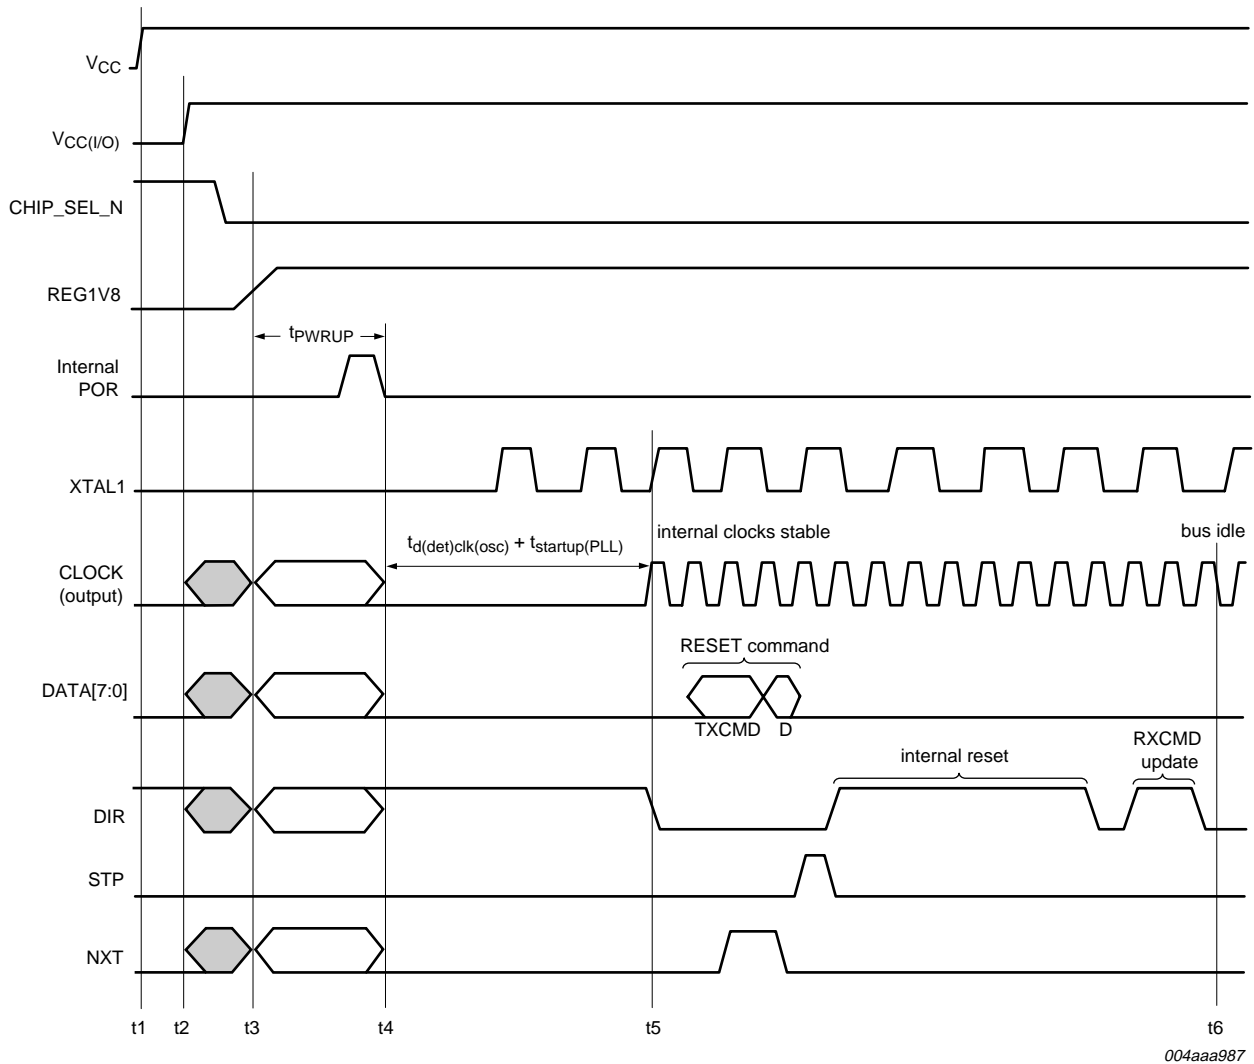 VCC
VCC(I/O)
CHIP_SEL_N
REG1V8
tPWRUP
Internal
POR
XTAL1
td(det)clk(osc) + tstartup(PLL)
internal clocks stable
bus idle
CLOCK
(output)
RESET command
DATA[7:0]
TXCMD
D
internal reset
RXCMD
update
DIR
STP
NXT
t1
t2
t3
t4
t5
t6
004aaa987